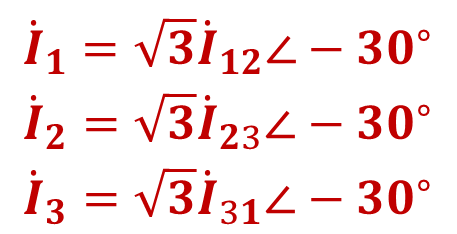 İ₁ = √3İ₁₂∠ − 30°
İ₂ = √3İ₂₃∠ − 30°
İ₃ = √3İ₃₁∠ − 30°